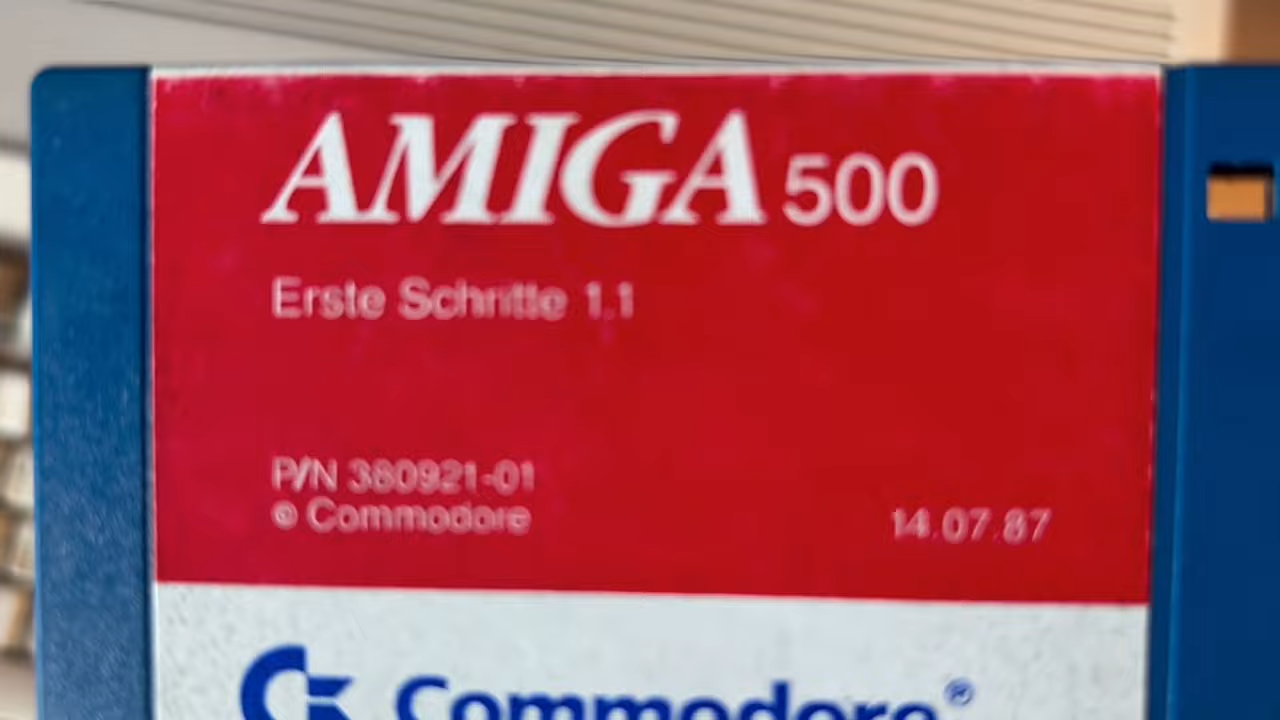 AMIGA 500
Erste Schritte 1.1
P/N 380921-01
© Commodore
14.07.87
Commodore®